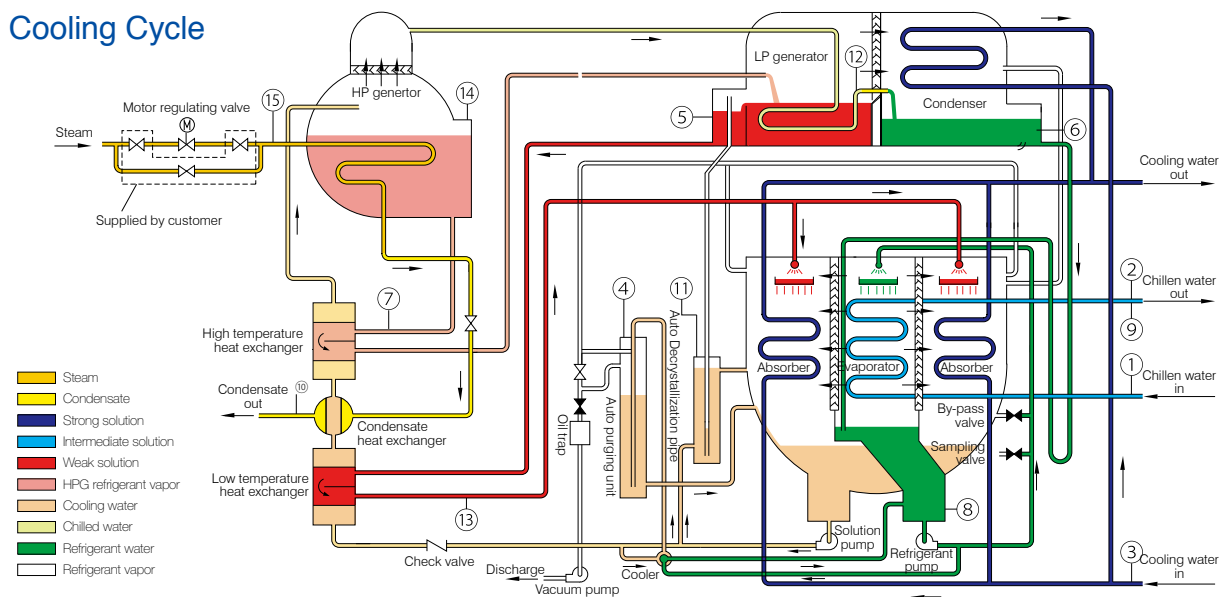 Cooling Cycle
LP generator
12
Condenser
HP genertor
14
15
Motor regulating valve
M
Steam
5
6
Supplied by customer
Cooling water
out
2
Chillen water
out
9
4
11
7
High temperature
heat exchanger
Auto Decrystalization pipe
Absorber
Evaporator
Absorber
1
Chillen water
in
Steam
Condensate
Strong solution
Intermediate solution
Weak solution
HPG refrigerant vapor
Cooling water
Chilled water
Refrigerant water
Refrigerant vapor
Condensate
out
10
Condensate
heat exchanger
Oil trap
Auto purging unit
By-pass
valve
Sampling
valve
Low temperature
heat exchanger
13
8
Solution
pump
Refrigerant
pump
Check valve
Cooler
Discharge
Vacuum pump
3
Cooling water
in